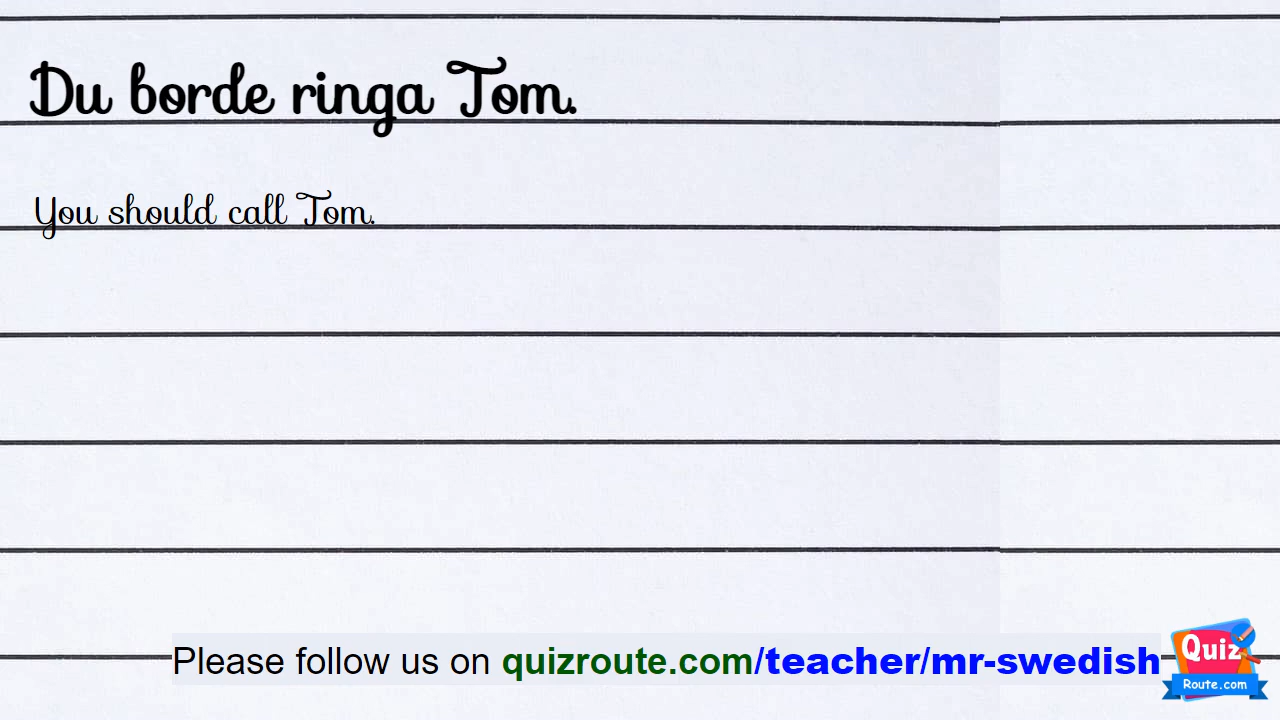 Du borde ringa Tom.
You should call Tom.
Please follow us on quizroute.com/teacher/mr-swedish
Quiz
Route.com